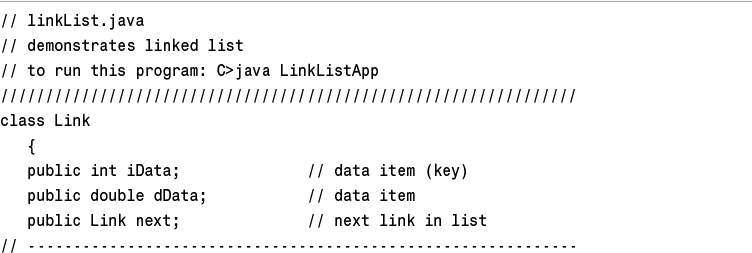 // linkList.java
// demonstrates linked list
// to run this program: C>java LinkListApp
////////////////////////////////////////////////////////////////
class Link
   {
   public int iData;              // data item (key)
   public double dData;           // data item
   public Link next;              // next link in list
// -------------------------------------------------------------